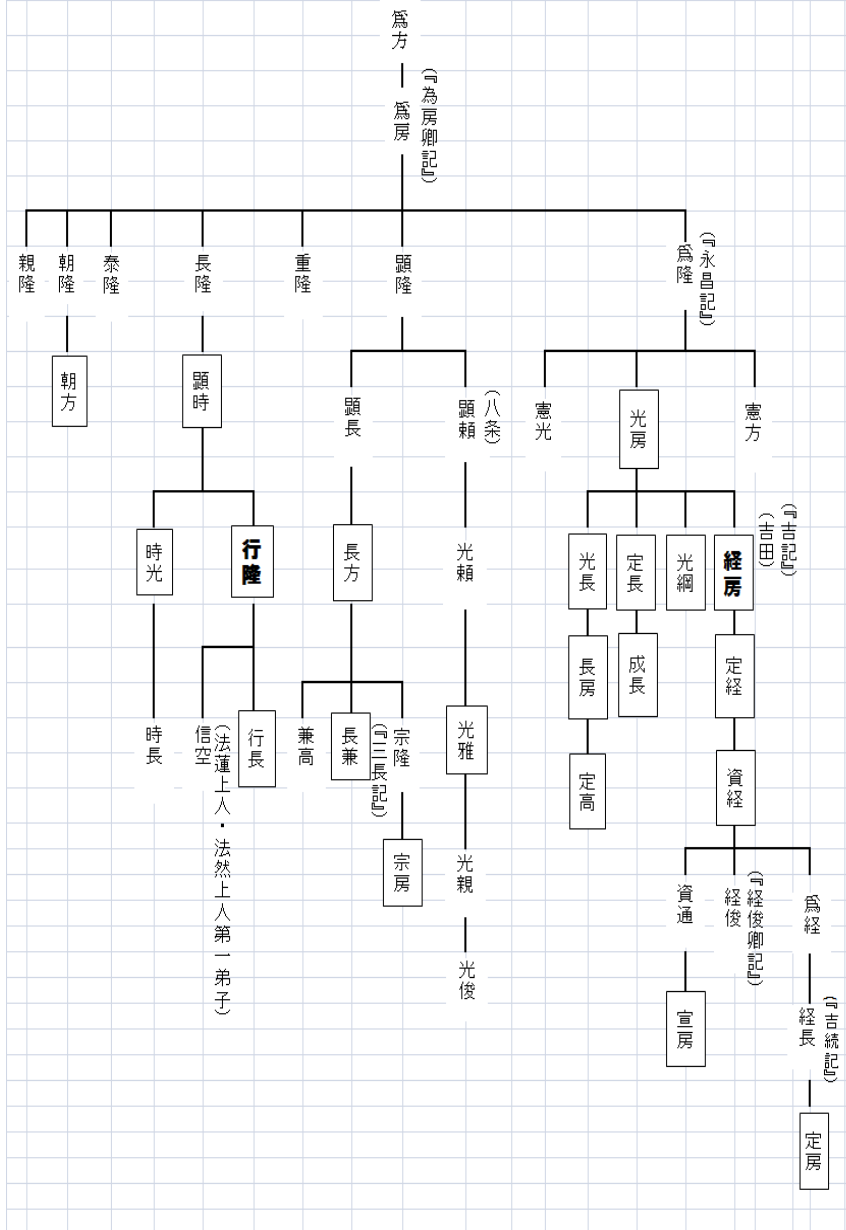 爲方
爲房
（『為房卿記』）
爲隆
（『永昌記』）
顕隆
重隆
長隆
泰隆
朝隆
親隆
憲方
光房
憲光
顕頼
（八条）
顕長
顕時
朝方
経房
（『吉記』）
（吉田）
光綱
定長
光長
光頼
長方
行隆
時光
定経
成長
長房
資経
定高
光雅
宗隆
長兼
（『三長記』）
兼高
行長
信空
（法蓮上人・法然上人第一弟子）
時長
宗房
光親
光俊
爲経
経俊
（『経俊卿記』）
資通
経長
（『吉続記』）
宣房
定房